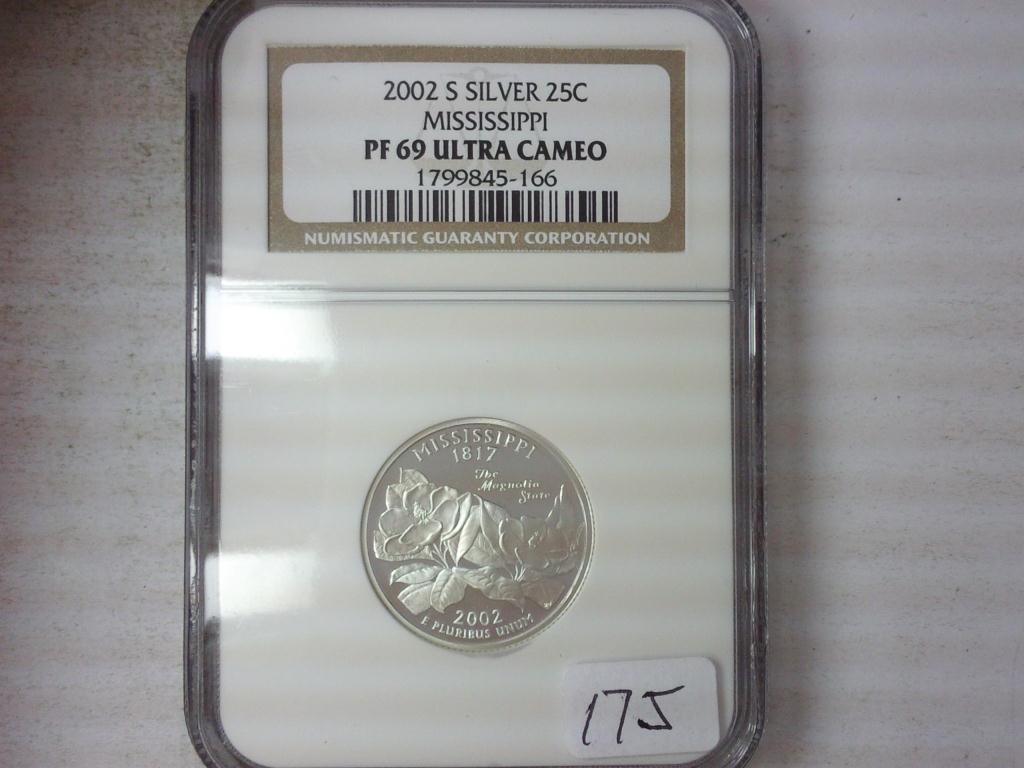 2002 S SILVER 25C
MISSISSIPPI
PF 69 ULTRA CAMEO
1799845-166
NUMISMATIC GUARANTY CORPORATION
MISSISSIPPI
1817
The
Magnolia
State
2002
E PLURIBUS UNUM
175